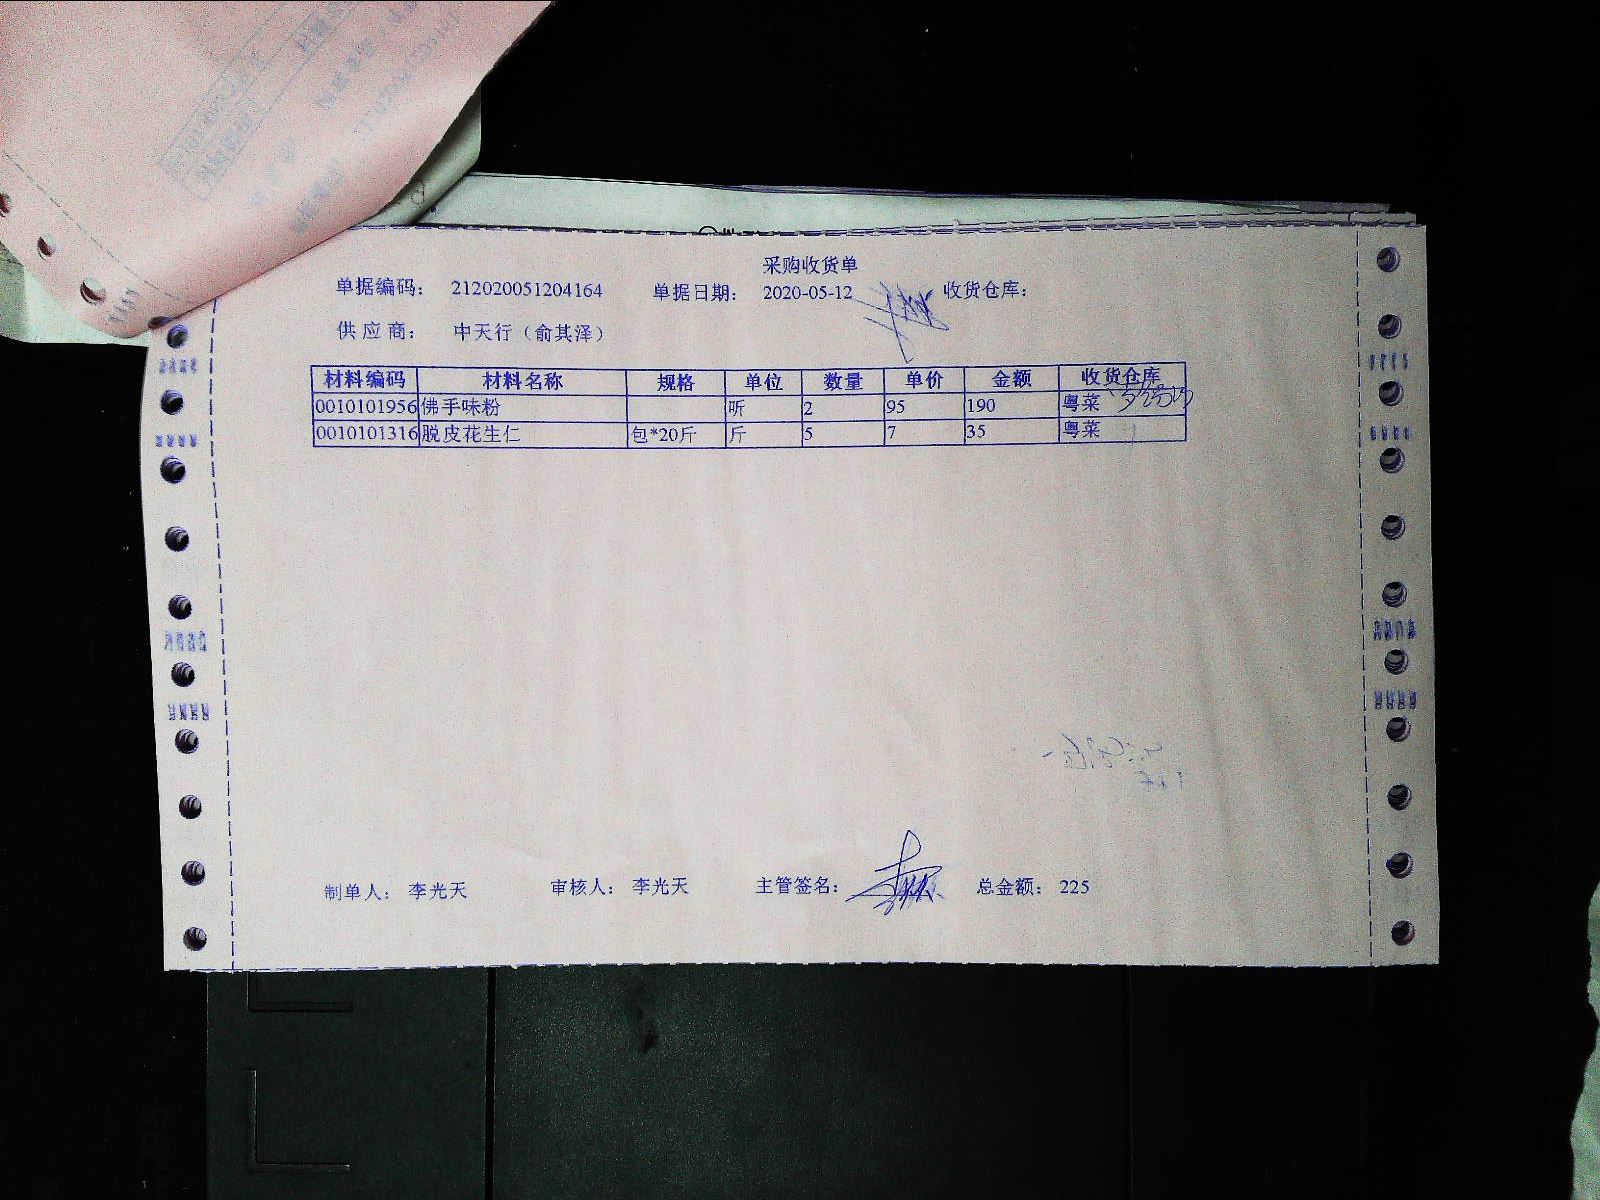 采购收货单
单据编码： 212020051204164 单据日期： 2020-05-12 收货仓库：
供应商： 中天行（俞其泽）
材料编码 材料名称 规格 单位 数量 单价 金额 收货仓库
0010101956 佛手味粉 听 2 95 190 粤菜
0010101316 脱皮花生仁 包*20斤 斤 5 7 35 粤菜
制单人： 李光天 审核人： 李光天 主管签名： 总金额： 225